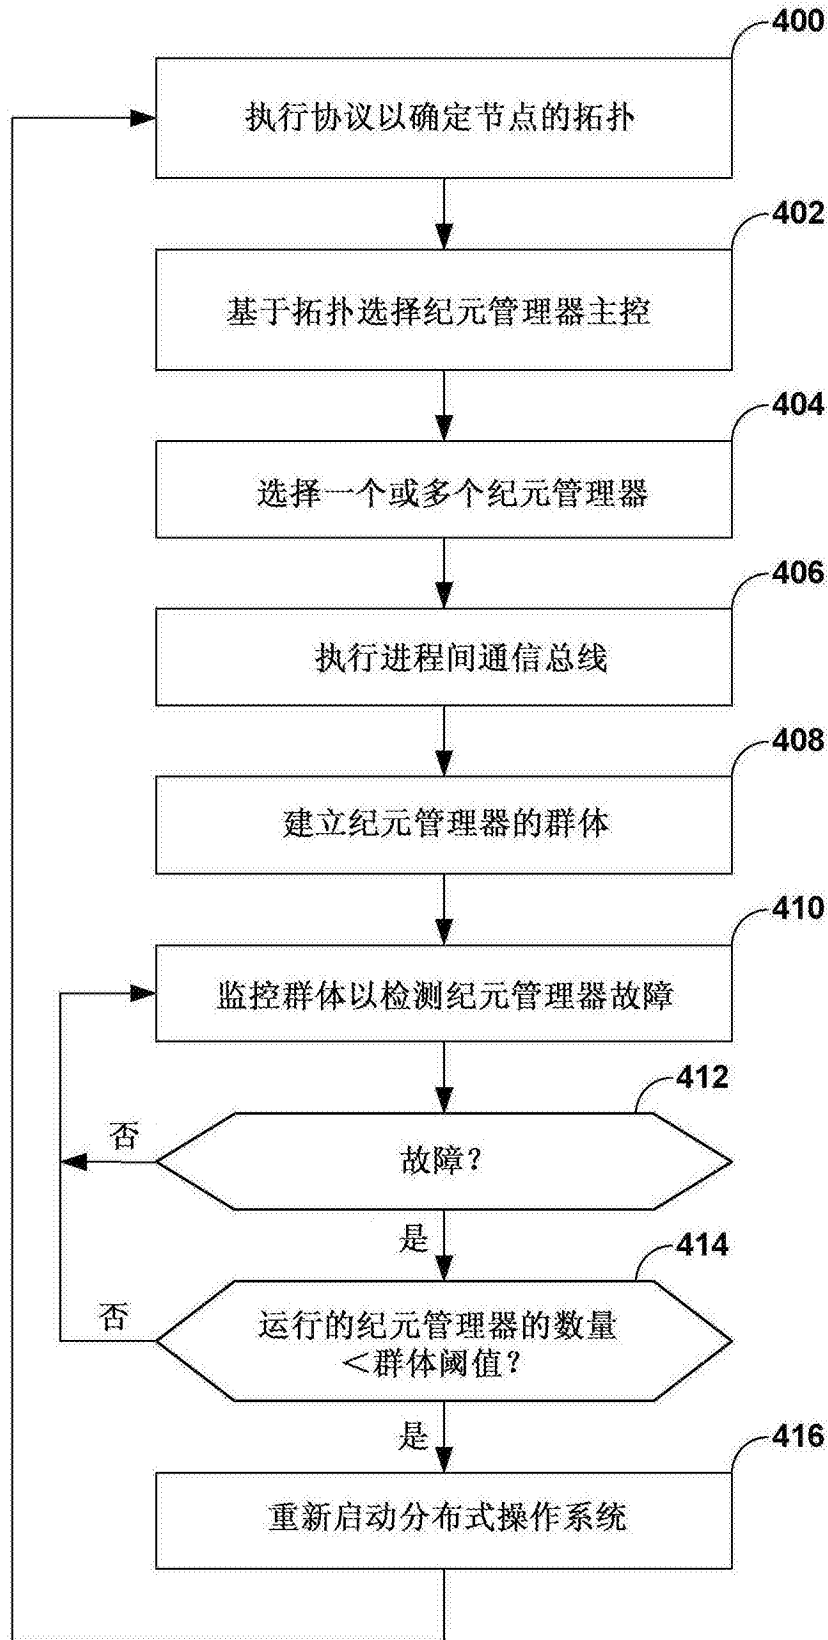 400
执行协议以确定节点的拓扑
402
基于拓扑选择纪元管理器主控
404
选择一个或多个纪元管理器
406
执行进程间通信总线
408
建立纪元管理器的群体
410
监控群体以检测纪元管理器故障
412
否
故障？
是
414
否
运行的纪元管理器的数量
＜群体阈值？
是
416
重新启动分布式操作系统